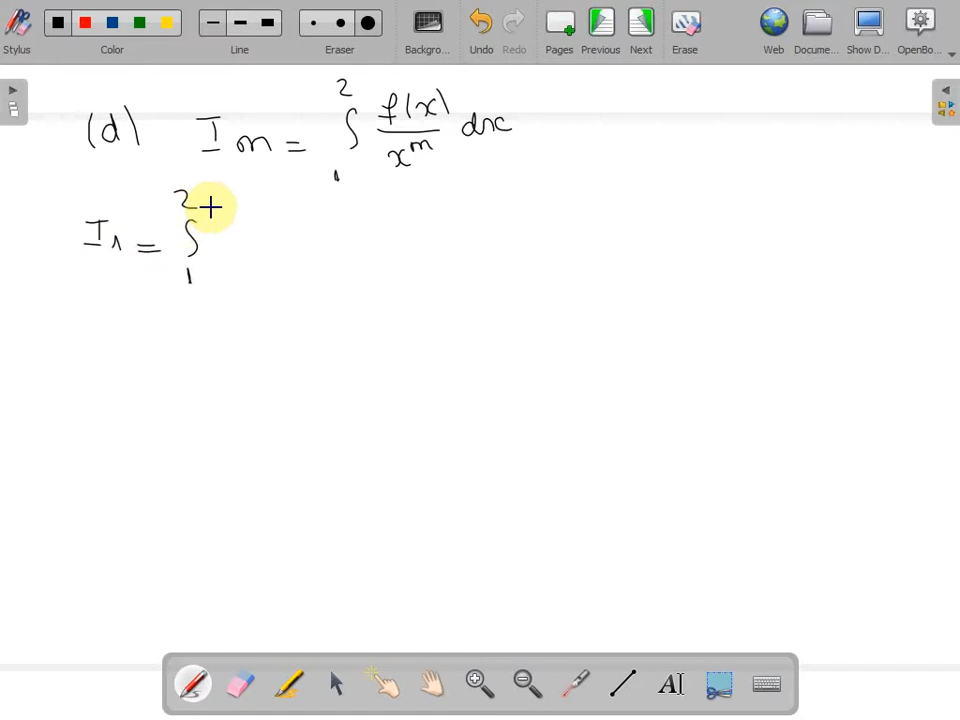 Stylus Color Line Eraser Backgro... Undo Redo Pages Previous Next Erase Web Docume... Show D... OpenBo...
(d) I m = ∫₁² f(x)/x^m dx
I₁ = ∫₁²